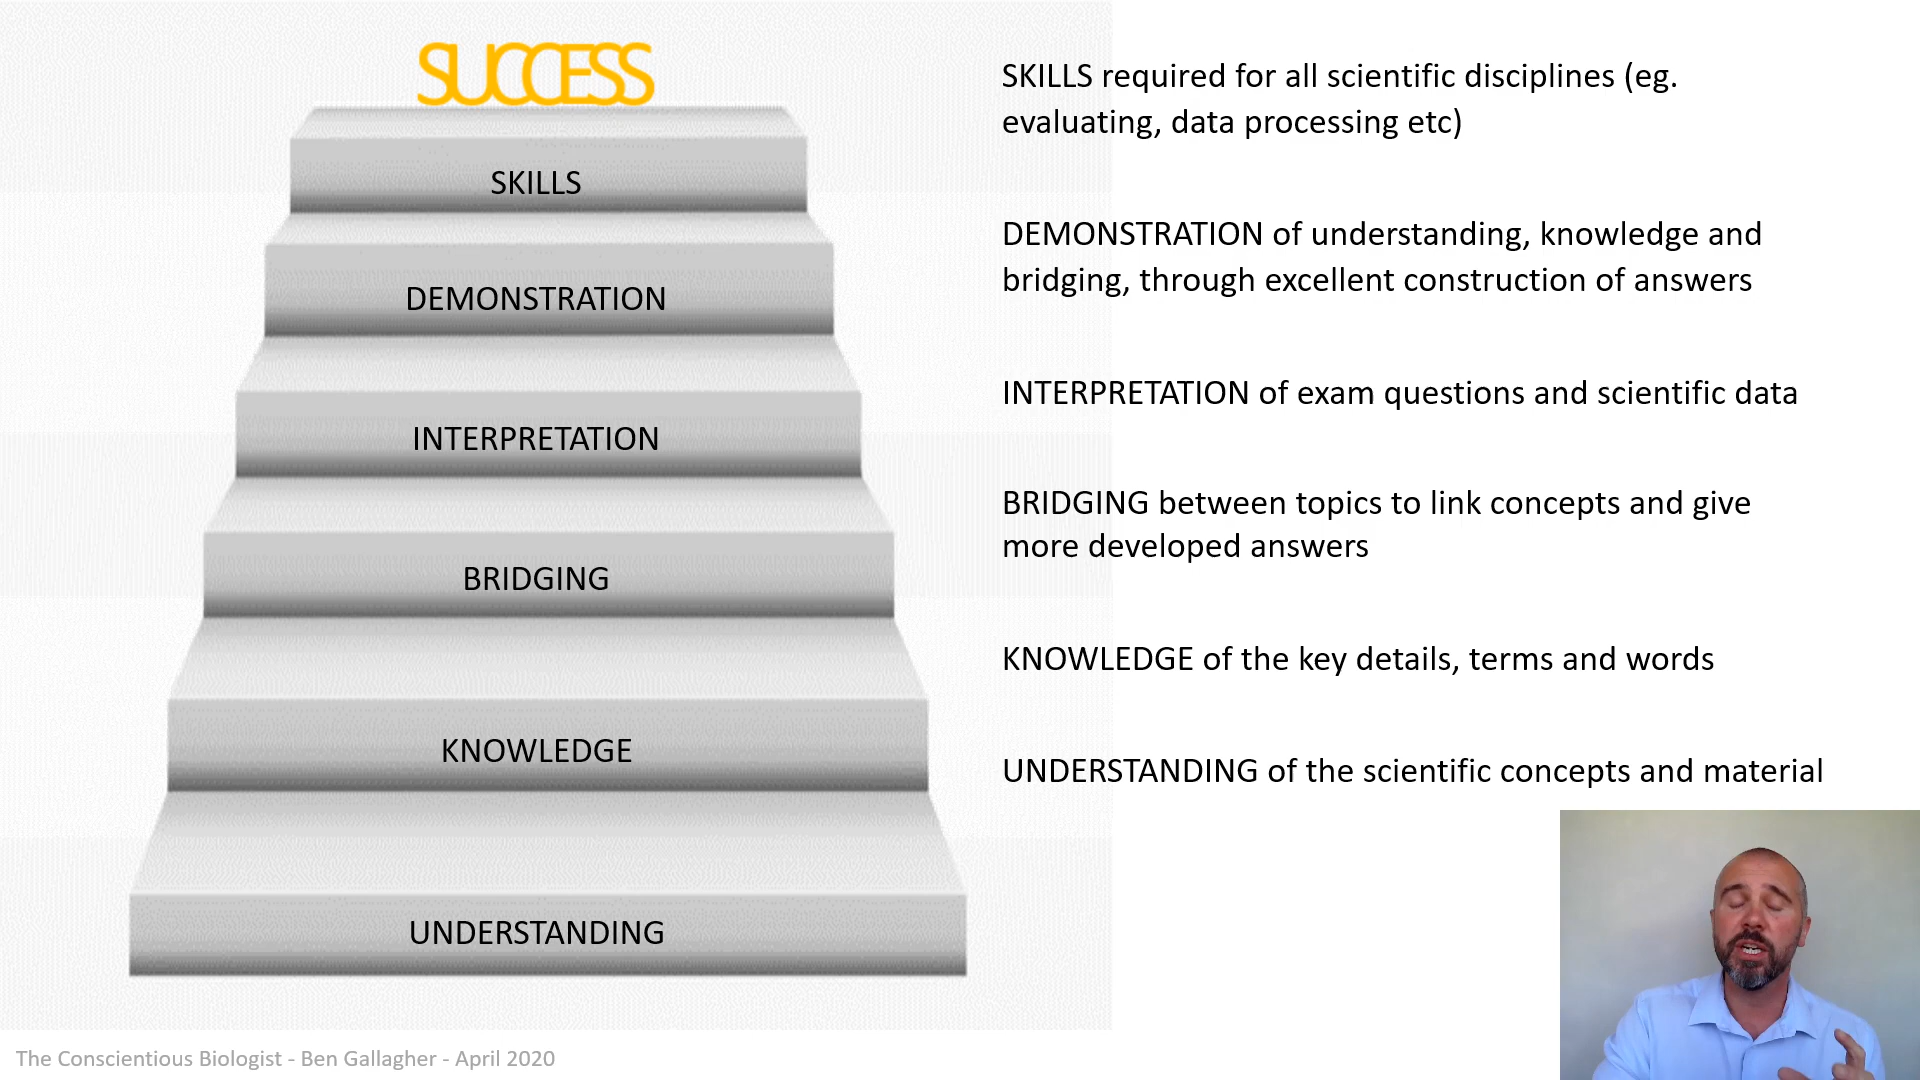 SUCCESS
SKILLS
DEMONSTRATION
INTERPRETATION
BRIDGING
KNOWLEDGE
UNDERSTANDING
SKILLS required for all scientific disciplines (eg.
evaluating, data processing etc)
DEMONSTRATION of understanding, knowledge and
bridging, through excellent construction of answers
INTERPRETATION of exam questions and scientific data
BRIDGING between topics to link concepts and give
more developed answers
KNOWLEDGE of the key details, terms and words
UNDERSTANDING of the scientific concepts and material
The Conscientious Biologist - Ben Gallagher - April 2020